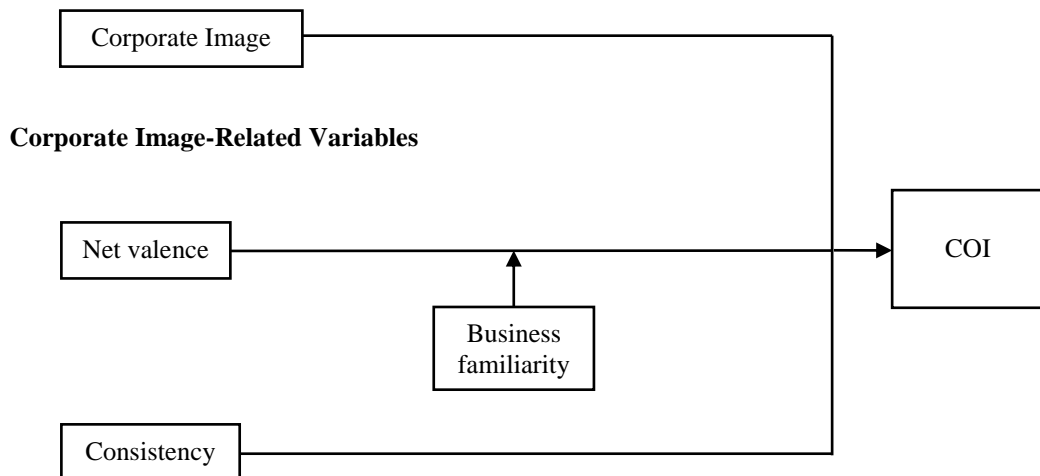 Corporate Image
Corporate Image-Related Variables
Net valence
COI
Business
familiarity
Consistency